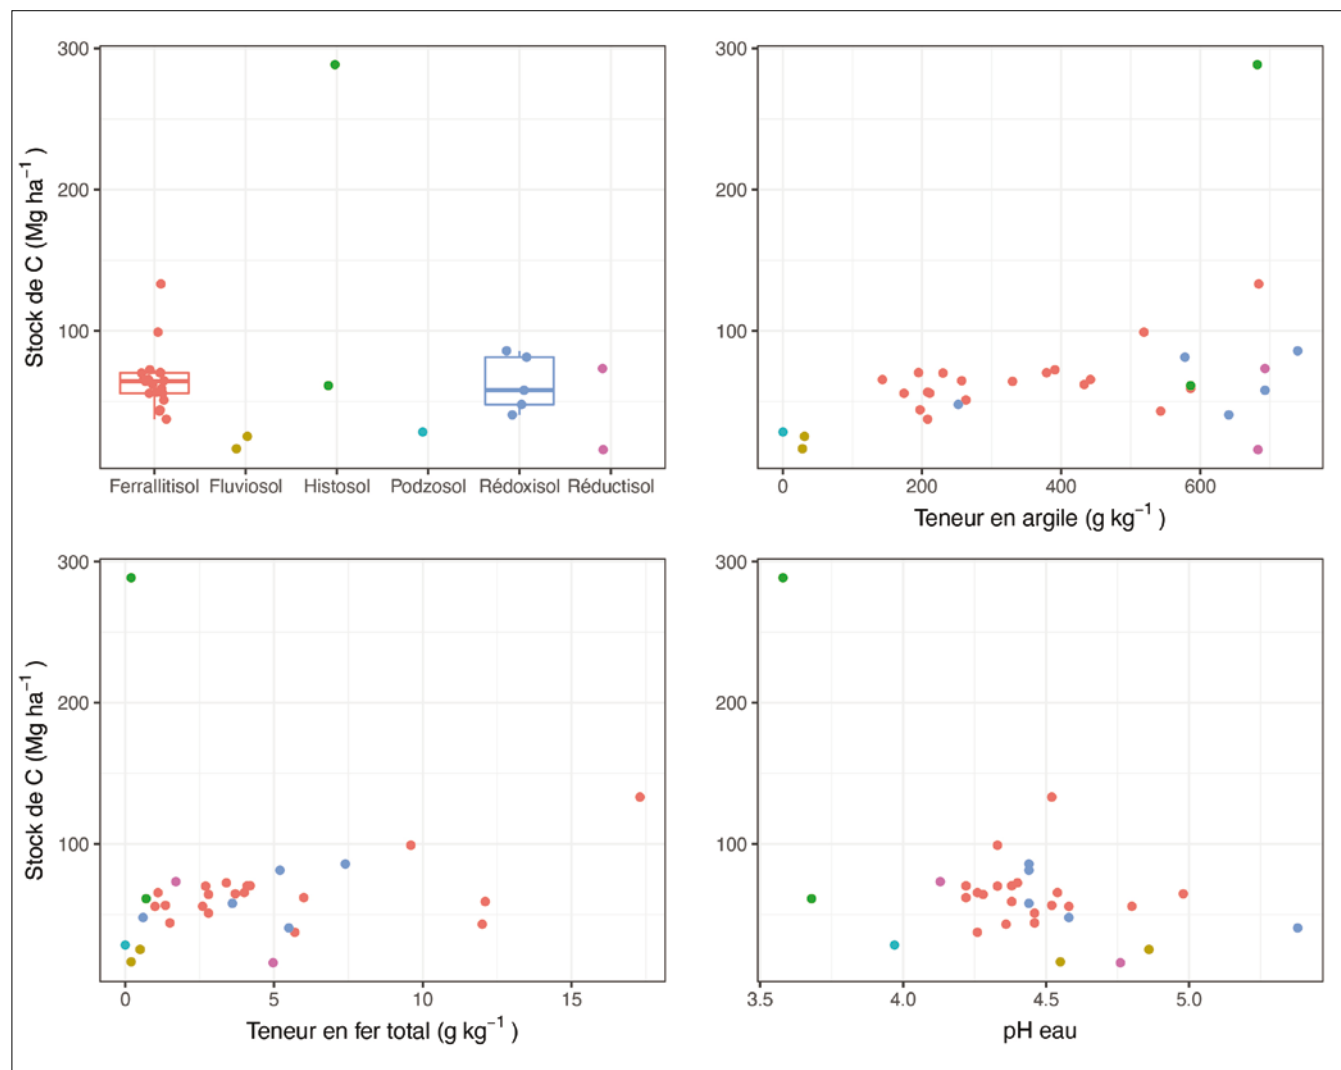 300
200
100
Stock de C (Mg ha⁻¹ )
Ferrallitisol Fluviosol Histosol Podzosol Rédoxisol Réductisol
300
200
100
0 200 400 600
Teneur en argile (g kg⁻¹ )
300
200
100
Stock de C (Mg ha⁻¹ )
0 5 10 15
Teneur en fer total (g kg⁻¹ )
300
200
100
3.5 4.0 4.5 5.0
pH eau